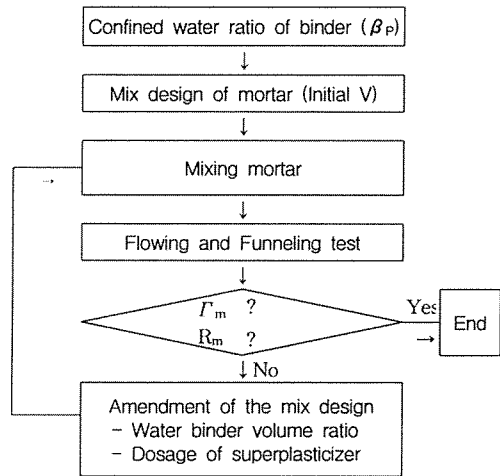 Confined water ratio of binder (βP)
↓
Mix design of mortar (Initial V)
↓
→ Mixing mortar
↓
Flowing and Funneling test
↓
Γm ?
Rm ?
Yes
→
End
↓ No
Amendment of the mix design
- Water binder volume ratio
- Dosage of superplasticizer